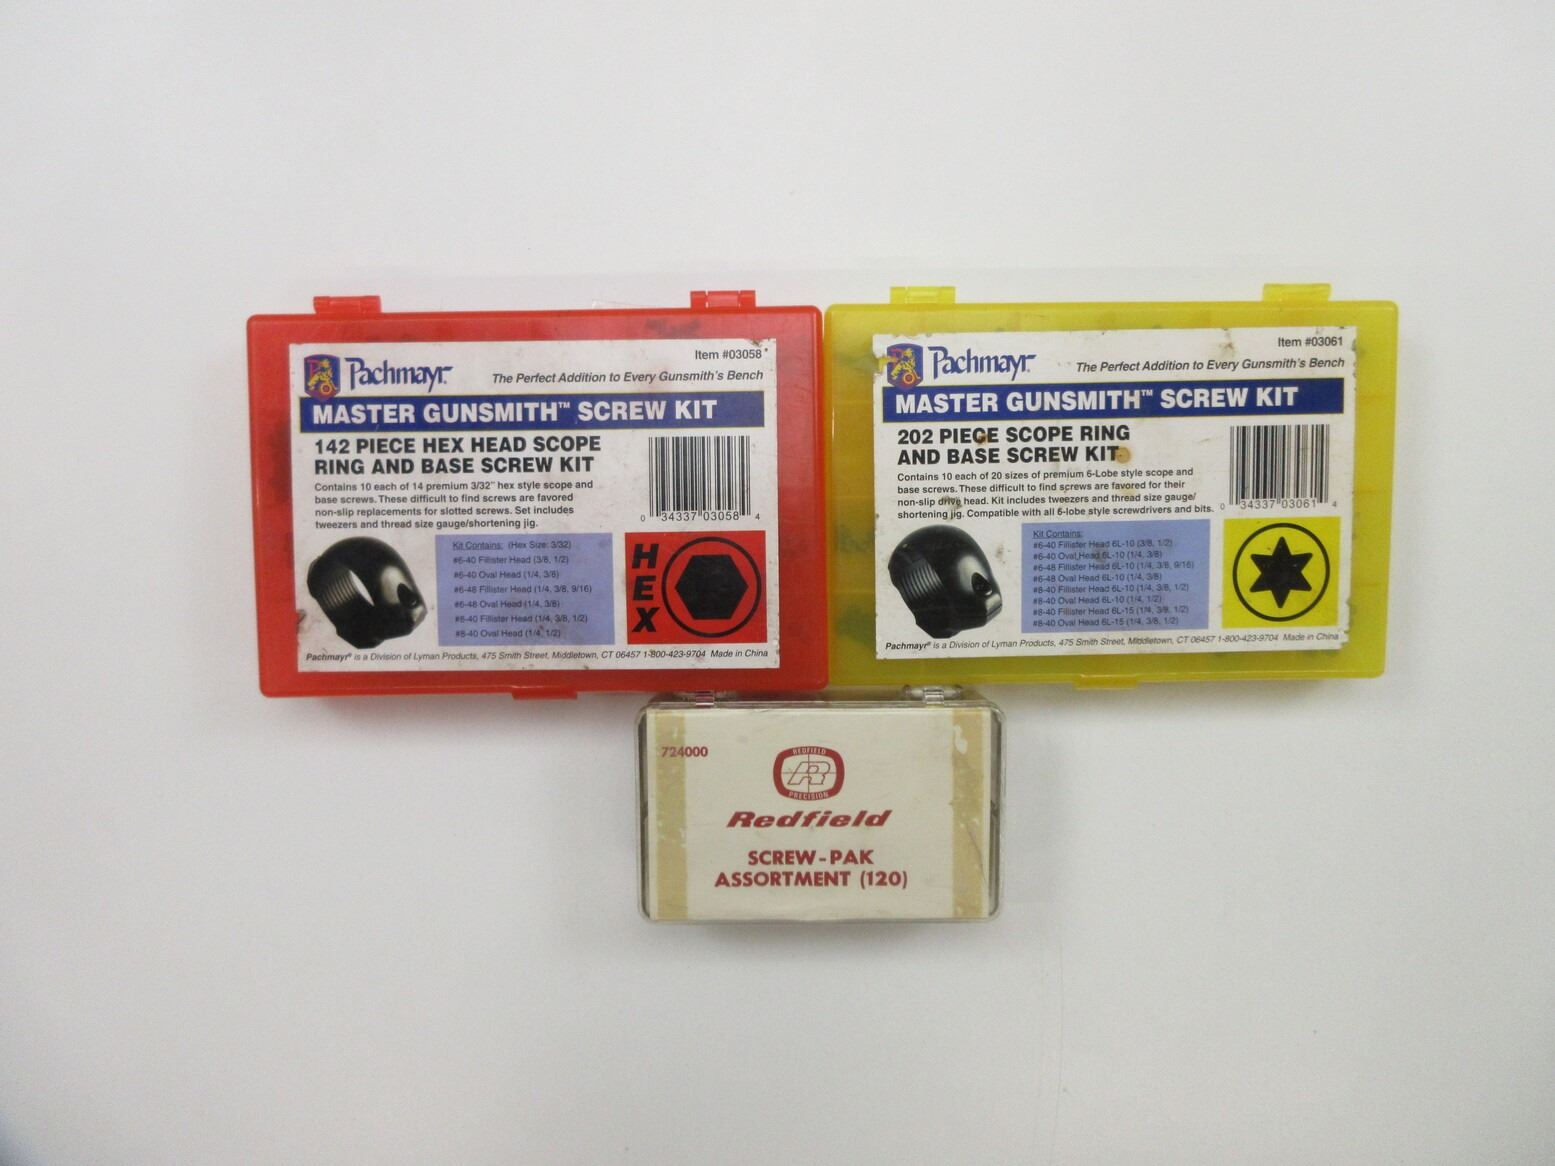 Item #03058
Pachmayr®
The Perfect Addition to Every Gunsmith's Bench
MASTER GUNSMITH™ SCREW KIT
142 PIECE HEX HEAD SCOPE
RING AND BASE SCREW KIT
Contains 10 each of 14 premium 3/32" hex style scope and
base screws. These difficult to find screws are favored
non-slip replacements for slotted screws. Set includes
tweezers and thread size gauge/shortening jig.
0 34337 03058 4
Kit Contains: (Hex Size: 3/32)
#6-40 Fillister Head (3/8, 1/2)
#6-40 Oval Head (1/4, 3/8)
#6-48 Fillister Head (1/4, 3/8, 9/16)
#6-48 Oval Head (1/4, 3/8)
#8-40 Fillister Head (1/4, 3/8, 1/2)
#8-40 Oval Head (1/4, 1/2)
HEX
Pachmayr® is a Division of Lyman Products, 475 Smith Street, Middletown, CT 06457 1-800-423-9704 Made in China
Item #03061
Pachmayr®
The Perfect Addition to Every Gunsmith's Bench
MASTER GUNSMITH™ SCREW KIT
202 PIECE SCOPE RING
AND BASE SCREW KIT
Contains 10 each of 20 sizes of premium 6-Lobe style scope and
base screws. These difficult to find screws are favored for their
non-slip drive head. Kit includes tweezers and thread size gauge/
shortening jig. Compatible with all 6-lobe style screwdrivers and bits.
0 34337 03061 4
Kit Contains:
#6-40 Fillister Head 6L-10 (3/8, 1/2)
#6-40 Oval Head 6L-10 (1/4, 3/8)
#6-48 Fillister Head 6L-10 (1/4, 3/8, 9/16)
#6-48 Oval Head 6L-10 (1/4, 3/8)
#8-40 Fillister Head 6L-10 (1/4, 3/8, 1/2)
#8-40 Oval Head 6L-10 (1/4, 1/2)
#8-40 Fillister Head 6L-15 (1/4, 3/8, 1/2)
#8-40 Oval Head 6L-15 (1/4, 3/8, 1/2)
Pachmayr® is a Division of Lyman Products, 475 Smith Street, Middletown, CT 06457 1-800-423-9704 Made in China
724000
REDFIELD
R
PRECISION
Redfield
SCREW-PAK
ASSORTMENT (120)